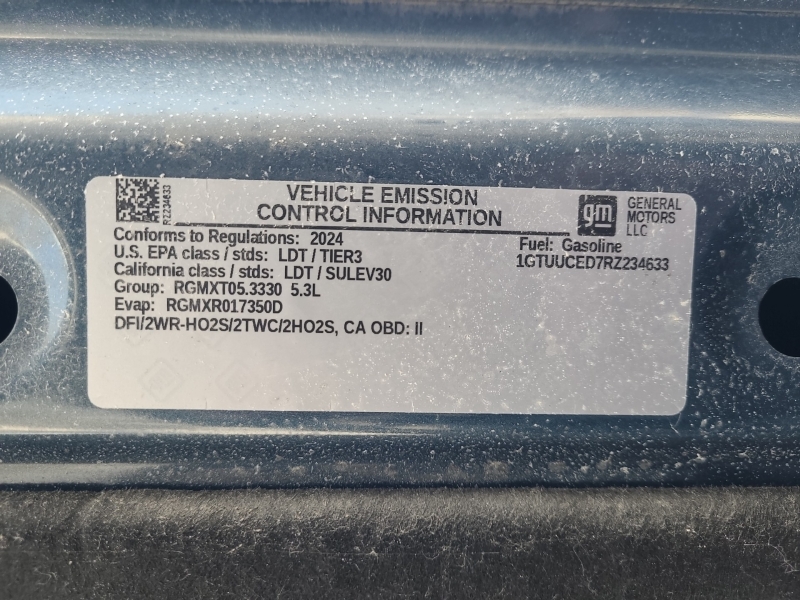 VEHICLE EMISSION
CONTROL INFORMATION
RZ234633
gm
GENERAL
MOTORS
LLC
Conforms to Regulations: 2024
U.S. EPA class / stds: LDT / TIER3
California class / stds: LDT / SULEV30
Group: RGMXT05.3330 5.3L
Evap: RGMXR017350D
DFI/2WR-HO2S/2TWC/2HO2S, CA OBD: II
Fuel: Gasoline
1GTUUCED7RZ234633